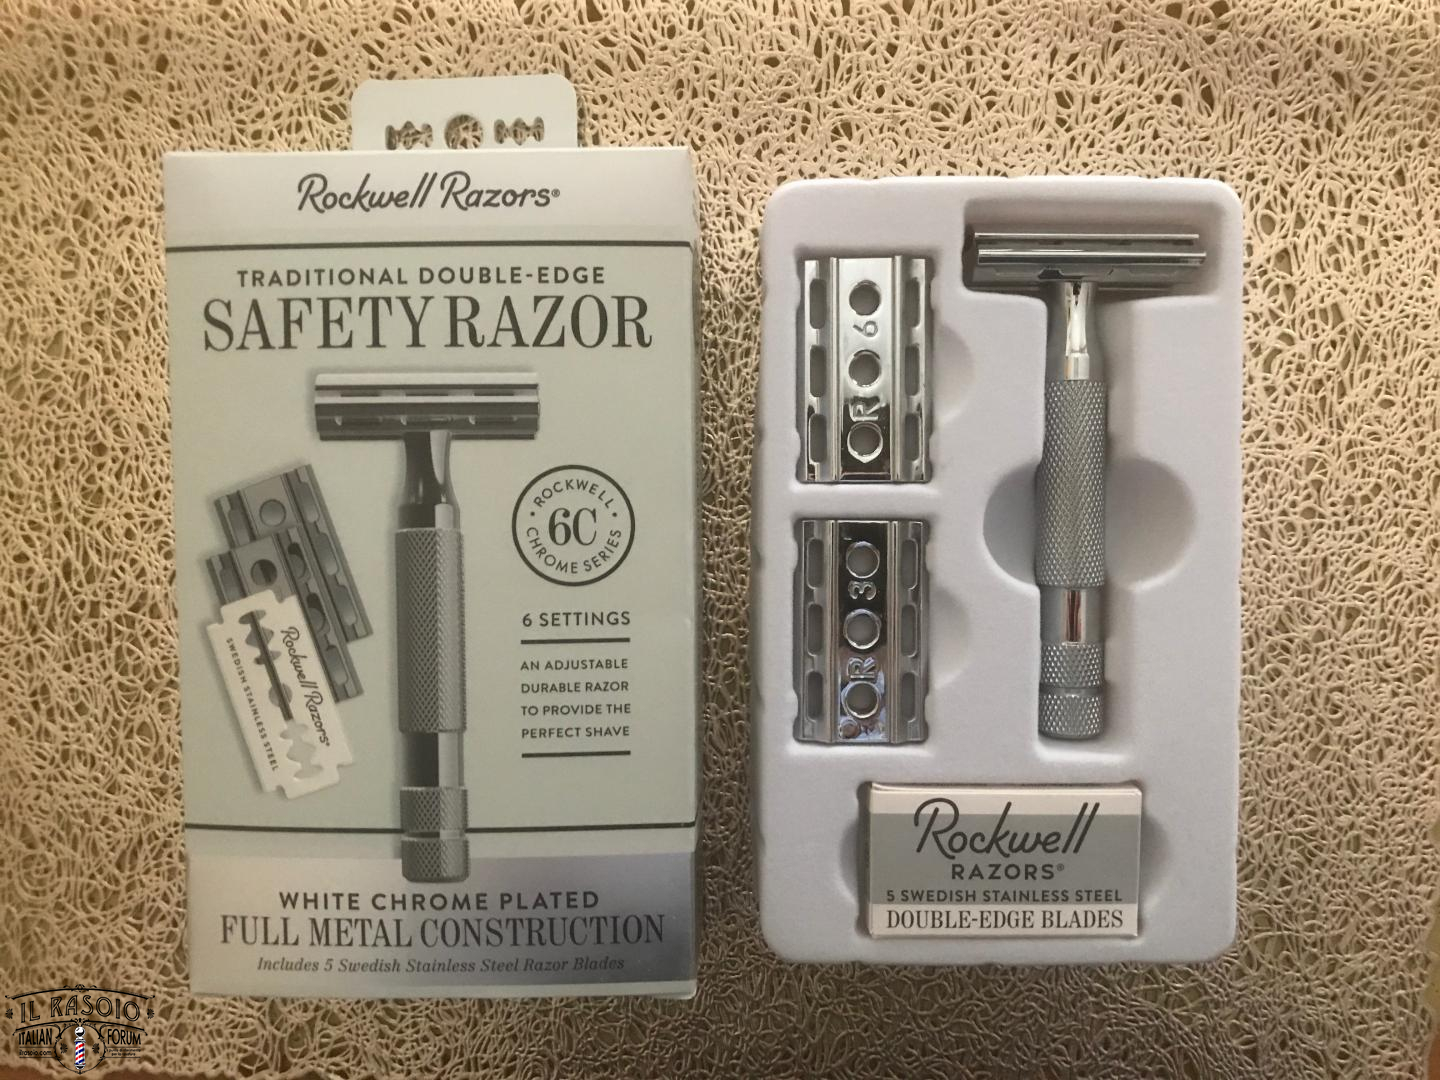 Rockwell Razors®
TRADITIONAL DOUBLE-EDGE
SAFETY RAZOR
ROCKWELL
6C
CHROME SERIES
6 SETTINGS
AN ADJUSTABLE
DURABLE RAZOR
TO PROVIDE THE
PERFECT SHAVE
Rockwell Razors®
SWEDISH STAINLESS STEEL
WHITE CHROME PLATED
FULL METAL CONSTRUCTION
Includes 5 Swedish Stainless Steel Razor Blades
R 6
R 3
Rockwell
RAZORS®
5 SWEDISH STAINLESS STEEL
DOUBLE-EDGE BLADES
IL RASOIO
ITALIAN FORUM
ilrasoio.com